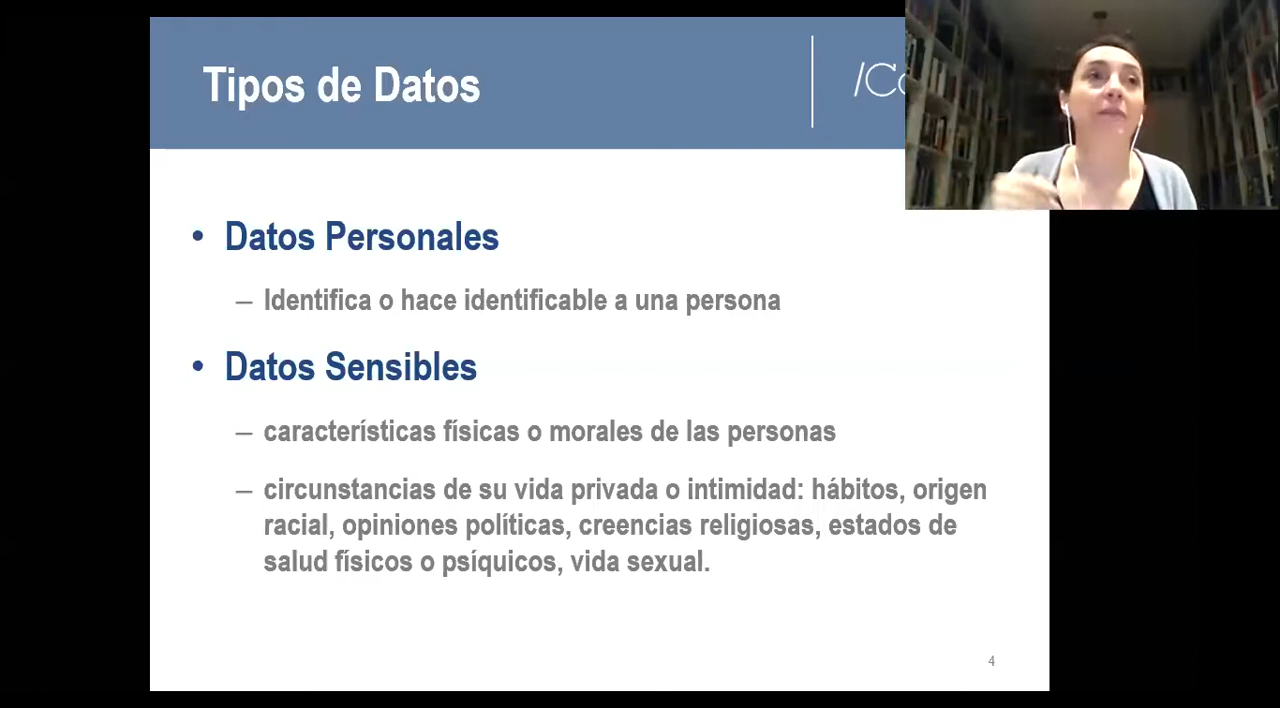 Tipos de Datos
• Datos Personales
– Identifica o hace identificable a una persona
• Datos Sensibles
– características físicas o morales de las personas
– circunstancias de su vida privada o intimidad: hábitos, origen
racial, opiniones políticas, creencias religiosas, estados de
salud físicos o psíquicos, vida sexual.
4